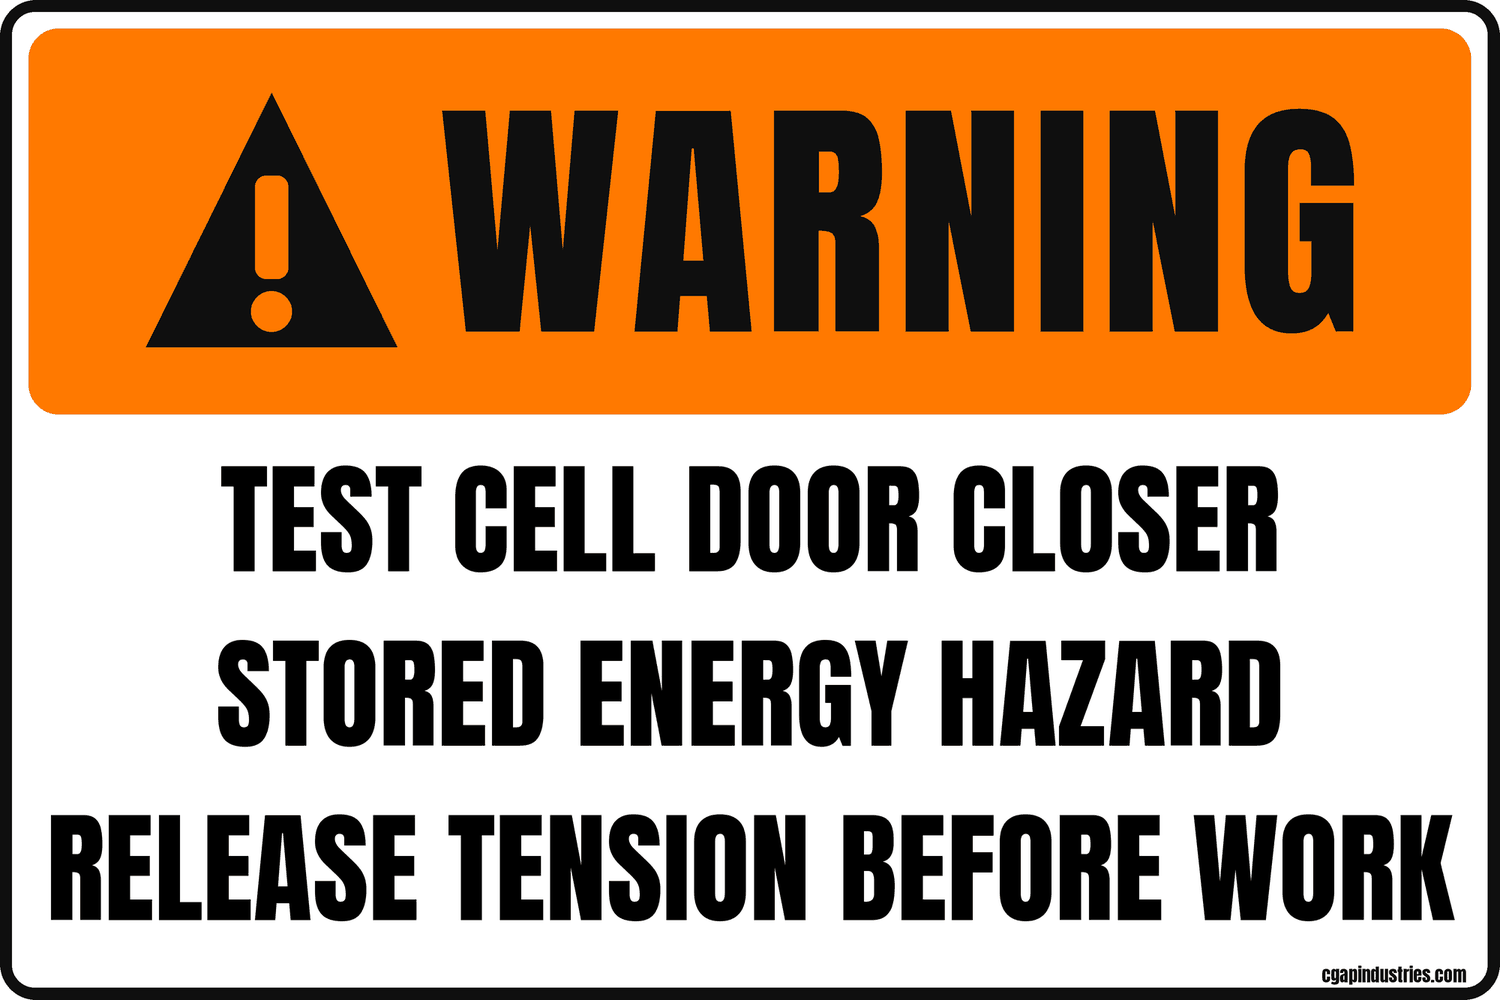 WARNING
TEST CELL DOOR CLOSER
STORED ENERGY HAZARD
RELEASE TENSION BEFORE WORK
cgapindustries.com